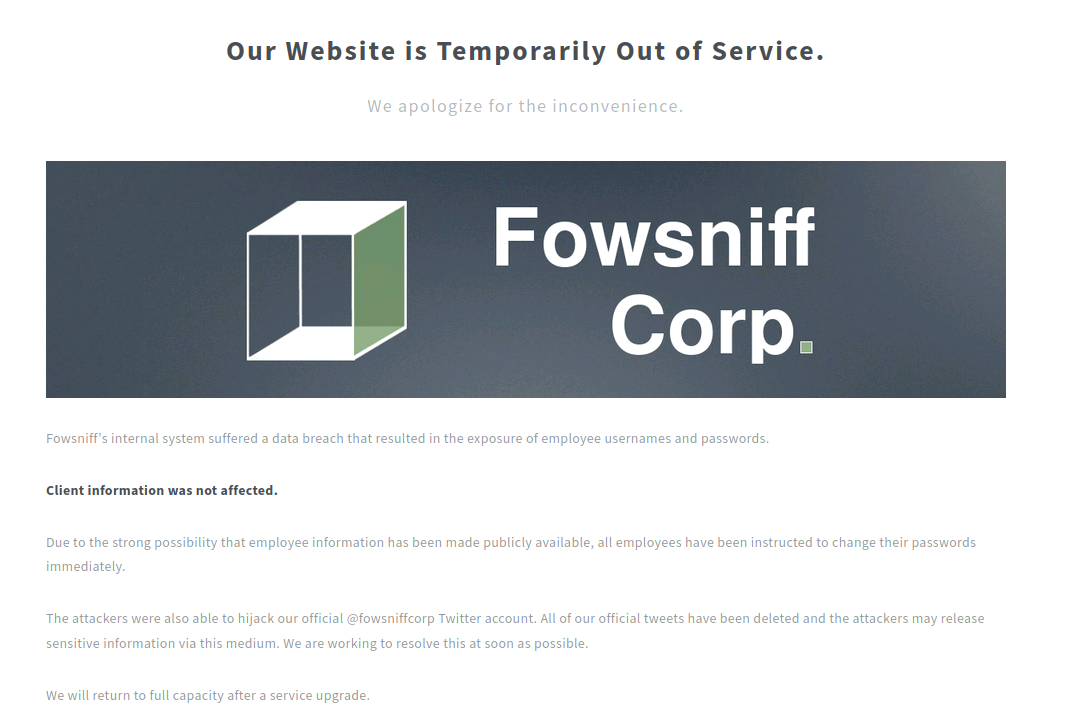 Our Website is Temporarily Out of Service.
We apologize for the inconvenience.
Fowsniff
Corp.
Fowsniff's internal system suffered a data breach that resulted in the exposure of employee usernames and passwords.
Client information was not affected.
Due to the strong possibility that employee information has been made publicly available, all employees have been instructed to change their passwords
immediately.
The attackers were also able to hijack our official @fowsniffcorp Twitter account. All of our official tweets have been deleted and the attackers may release
sensitive information via this medium. We are working to resolve this at soon as possible.
We will return to full capacity after a service upgrade.